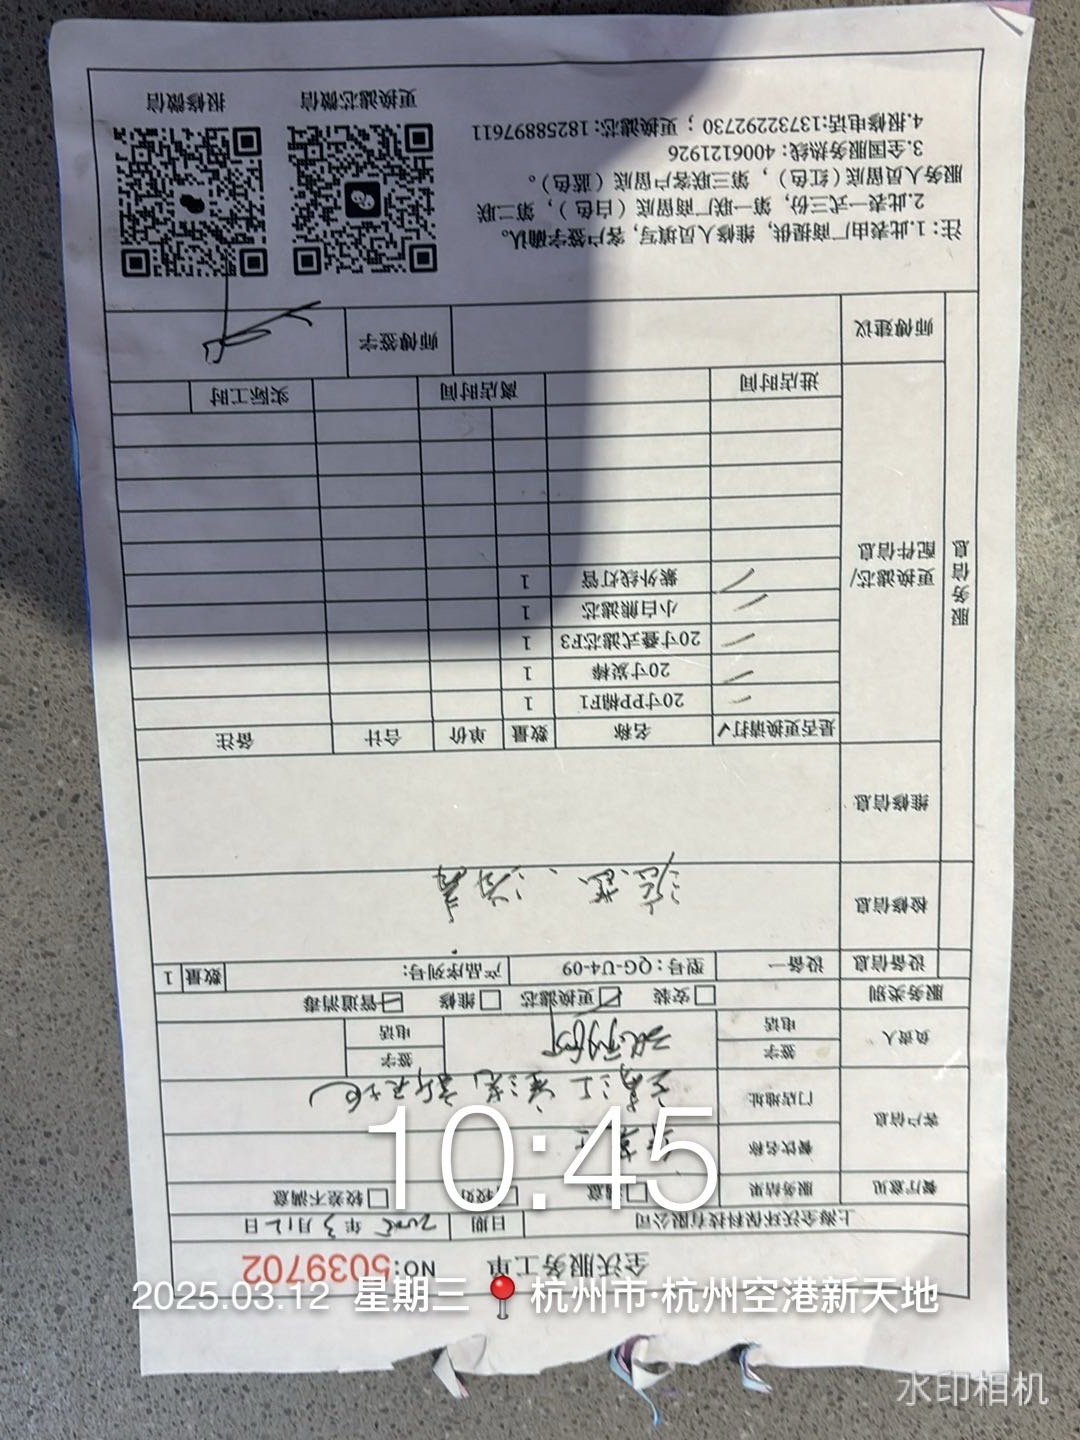 全沃服务工单 NO:5039702
上海全沃环保科技有限公司 日期 2025年3月12日
餐厅意见 服务结果 满意 较好 较差不满意
客户信息 餐饮名称
门店地址 萧江 空港新天地
负责人 签字 签字
电话 电话
服务类别 安装 更换滤芯 维修 管道消毒
设备信息 设备一 型号：QG-U4-09 产品序列号： 数量 1
检修信息 滤芯、消毒
维修信息
服务信息
更换滤芯/配件信息
是否更换请打✓ 名称 数量 单价 合计 备注
✓ 20寸PP棉F1 1
✓ 20寸炭棒 1
✓ 20寸叠式滤芯F3 1
✓ 小白熊滤芯 1
✓ 紫外线灯管 1
进店时间 离店时间 实际工时
师傅建议 师傅签字
注：1.此表由厂商提供，维修人员填写，客户签字确认。
2.此表一式三份，第一联厂商留底（白色），第二联
服务人员留底（红色），第三联客户留底（蓝色）。
3.全国服务热线：4006121926
4.报修电话:13732292730；更换滤芯：18258897611
更换滤芯微信 报修微信
10:45
2025.03.12 星期三 杭州市·杭州空港新天地
水印相机